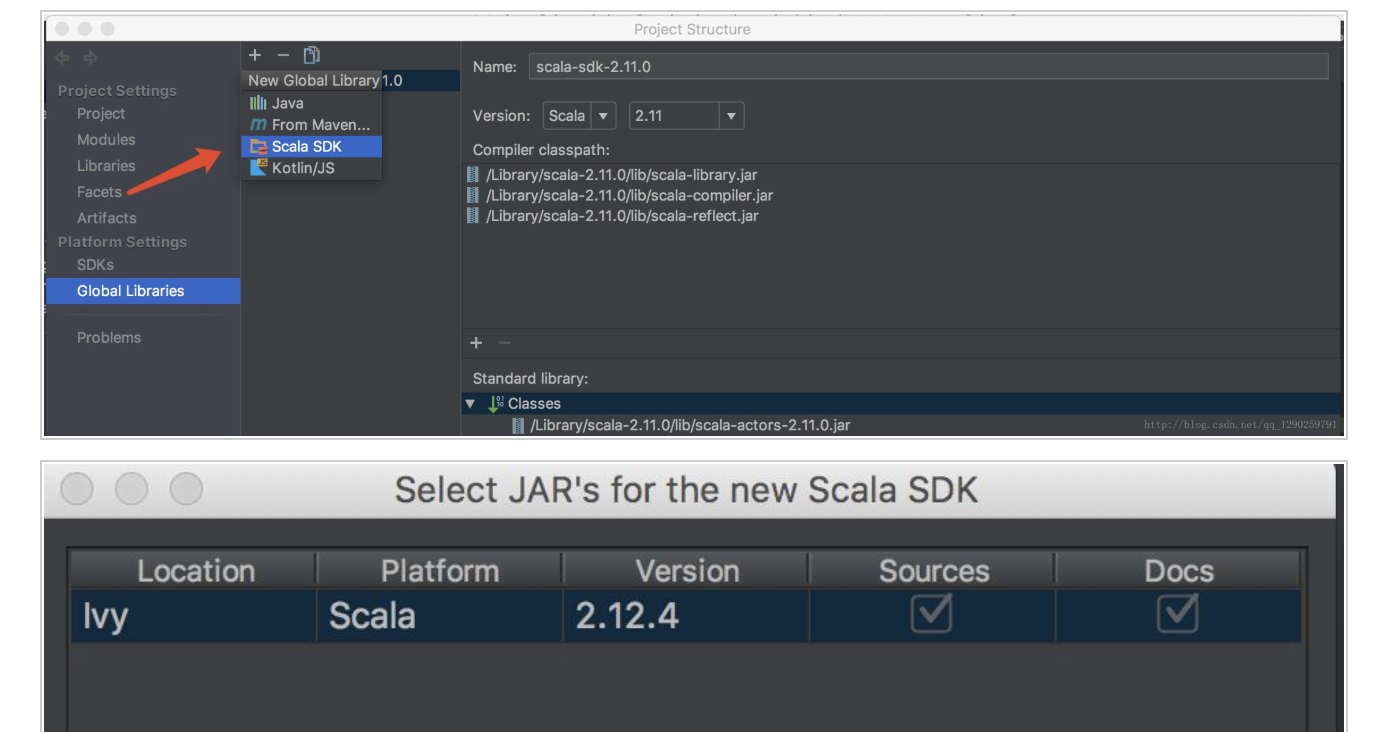 Project Structure
New Global Library 1.0
Java
From Maven...
Scala SDK
Kotlin/JS
Project Settings
Project
Modules
Libraries
Facets
Artifacts
Platform Settings
SDKs
Global Libraries
Problems
Name: scala-sdk-2.11.0
Version: Scala 2.11
Compiler classpath:
/Library/scala-2.11.0/lib/scala-library.jar
/Library/scala-2.11.0/lib/scala-compiler.jar
/Library/scala-2.11.0/lib/scala-reflect.jar
Standard library:
Classes
/Library/scala-2.11.0/lib/scala-actors-2.11.0.jar
http://blog.csdn.net/qq_1290259791
Select JAR's for the new Scala SDK
Location Platform Version Sources Docs
Ivy Scala 2.12.4